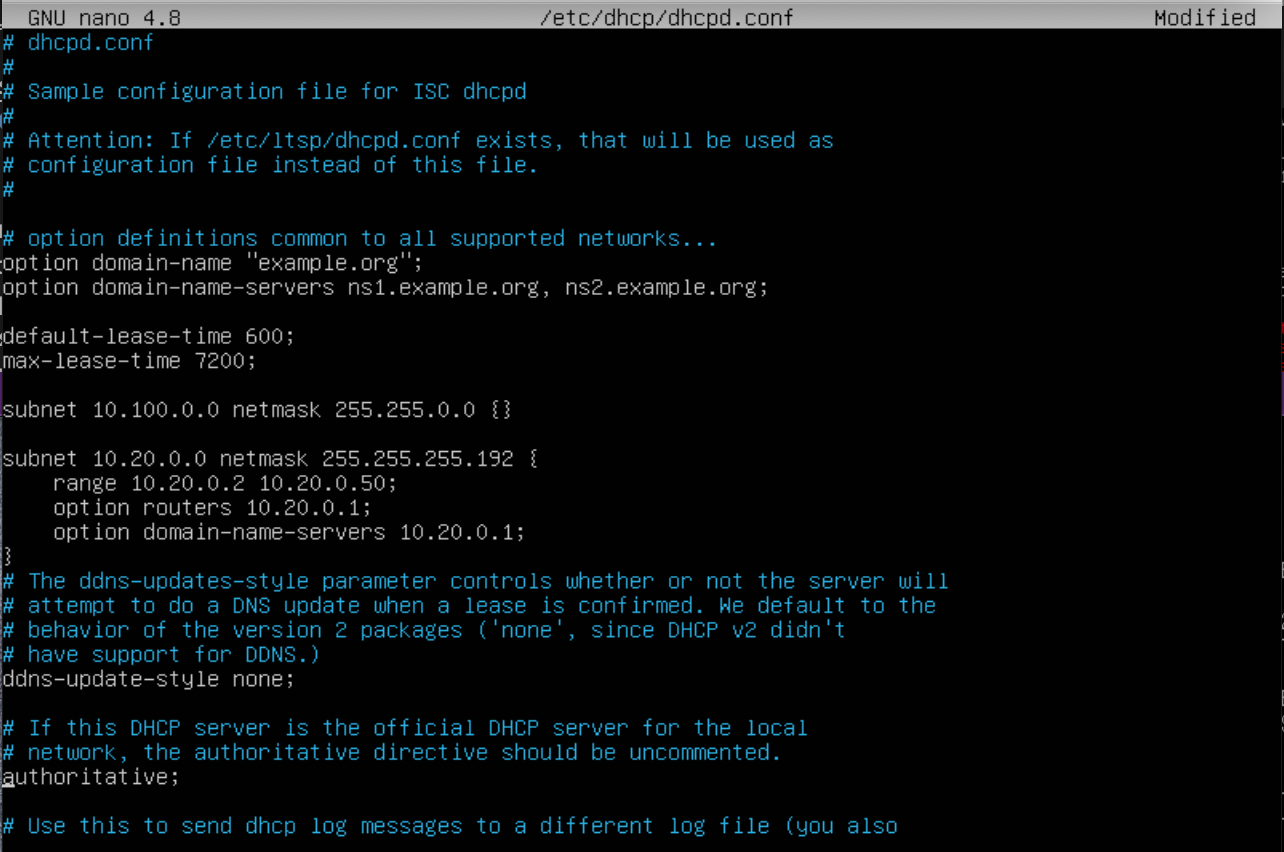 GNU nano 4.8 /etc/dhcp/dhcpd.conf Modified
# dhcpd.conf
#
# Sample configuration file for ISC dhcpd
#
# Attention: If /etc/ltsp/dhcpd.conf exists, that will be used as
# configuration file instead of this file.
#
# option definitions common to all supported networks...
option domain-name "example.org";
option domain-name-servers ns1.example.org, ns2.example.org;
default-lease-time 600;
max-lease-time 7200;
subnet 10.100.0.0 netmask 255.255.0.0 {}
subnet 10.20.0.0 netmask 255.255.255.192 {
    range 10.20.0.2 10.20.0.50;
    option routers 10.20.0.1;
    option domain-name-servers 10.20.0.1;
}
# The ddns-updates-style parameter controls whether or not the server will
# attempt to do a DNS update when a lease is confirmed. We default to the
# behavior of the version 2 packages ('none', since DHCP v2 didn't
# have support for DDNS.)
ddns-update-style none;
# If this DHCP server is the official DHCP server for the local
# network, the authoritative directive should be uncommented.
authoritative;
# Use this to send dhcp log messages to a different log file (you also